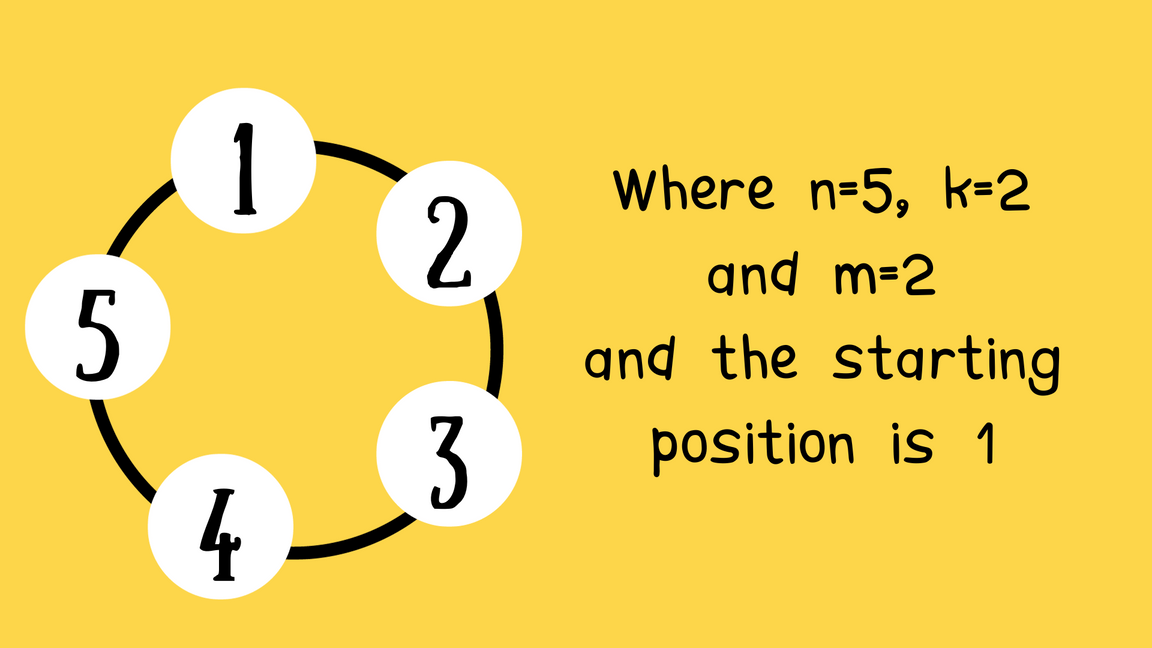 1
2
3
4
5
Where n=5, k=2
and m=2
and the starting
position is 1